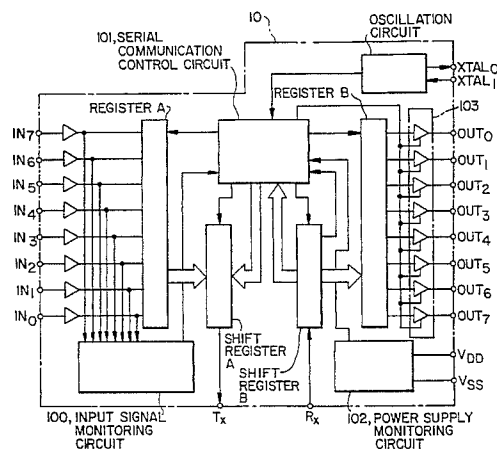 10
OSCILLATION
CIRCUIT
101, SERIAL
COMMUNICATION
CONTROL CIRCUIT
XTAL0
XTAL1
REGISTER A
REGISTER B
103
IN7
IN6
IN5
IN4
IN3
IN2
IN1
IN0
OUT0
OUT1
OUT2
OUT3
OUT4
OUT5
OUT6
OUT7
SHIFT
REGISTER
A
SHIFT
REGISTER
B
VDD
VSS
100, INPUT SIGNAL
MONITORING
CIRCUIT
TX
RX
102, POWER SUPPLY
MONITORING
CIRCUIT